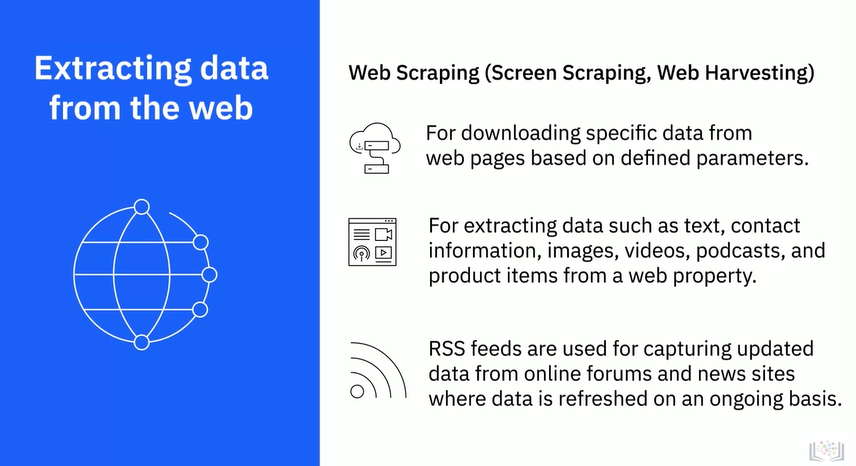 Extracting data
from the web
Web Scraping (Screen Scraping, Web Harvesting)
For downloading specific data from
web pages based on defined parameters.
For extracting data such as text, contact
information, images, videos, podcasts, and
product items from a web property.
RSS feeds are used for capturing updated
data from online forums and news sites
where data is refreshed on an ongoing basis.